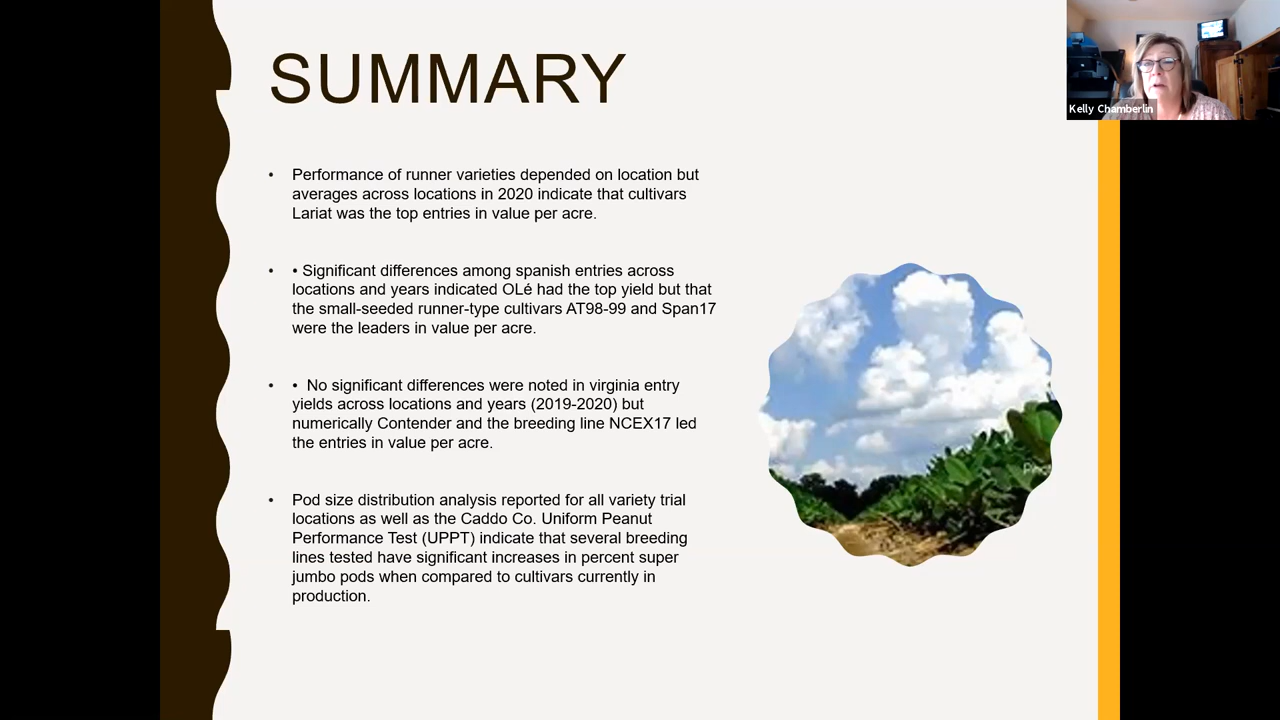 SUMMARY
Kelly Chamberlin
• Performance of runner varieties depended on location but
averages across locations in 2020 indicate that cultivars
Lariat was the top entries in value per acre.
• • Significant differences among spanish entries across
locations and years indicated OLé had the top yield but that
the small-seeded runner-type cultivars AT98-99 and Span17
were the leaders in value per acre.
• • No significant differences were noted in virginia entry
yields across locations and years (2019-2020) but
numerically Contender and the breeding line NCEX17 led
the entries in value per acre.
• Pod size distribution analysis reported for all variety trial
locations as well as the Caddo Co. Uniform Peanut
Performance Test (UPPT) indicate that several breeding
lines tested have significant increases in percent super
jumbo pods when compared to cultivars currently in
production.